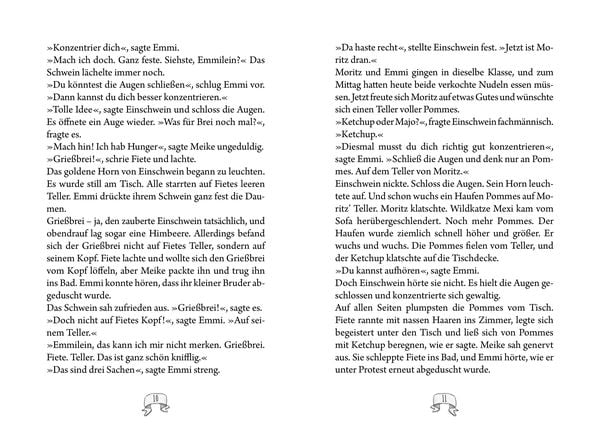 »Konzentrier dich«, sagte Emmi.
»Mach ich doch. Ganz feste. Siehste, Emmilein?« Das
Schwein lächelte immer noch.
»Du könntest die Augen schließen«, schlug Emmi vor.
»Dann kannst du dich besser konzentrieren.«
»Tolle Idee«, sagte Einschwein und schloss die Augen.
Es öffnete ein Auge wieder. »Was für Brei noch mal?«,
fragte es.
»Mach hin! Ich hab Hunger«, sagte Meike ungeduldig.
»Grießbrei!«, schrie Fiete und lachte.
Das goldene Horn von Einschwein begann zu leuchten.
Es wurde still am Tisch. Alle starrten auf Fietes leeren
Teller. Emmi drückte ihrem Schwein ganz fest die Dau-
men.
Grießbrei – ja, den zauberte Einschwein tatsächlich, und
obendrauf lag sogar eine Himbeere. Allerdings befand
sich der Grießbrei nicht auf Fietes Teller, sondern auf
seinem Kopf. Fiete lachte und wollte sich den Grießbrei
vom Kopf löffeln, aber Meike packte ihn und trug ihn
ins Bad. Emmi konnte hören, dass ihr kleiner Bruder ab-
geduscht wurde.
Das Schwein sah zufrieden aus. »Grießbrei!«, sagte es.
»Doch nicht auf Fietes Kopf!«, sagte Emmi. »Auf sei-
nem Teller.«
»Emmilein, das kann ich mir nicht merken. Grießbrei.
Fiete. Teller. Das ist ganz schön knifflig.«
»Das sind drei Sachen«, sagte Emmi streng.
10
»Da haste recht«, stellte Einschwein fest. »Jetzt ist Mo-
ritz dran.«
Moritz und Emmi gingen in dieselbe Klasse, und zum
Mittag hatten heute beide verkochte Nudeln essen müs-
sen. Jetzt freute sich Moritz auf etwas Gutes und wünschte
sich einen Teller voller Pommes.
»Ketchup oder Majo?«, fragte Einschwein fachmännisch.
»Ketchup.«
»Diesmal musst du dich richtig gut konzentrieren«,
sagte Emmi. »Schließ die Augen und denk nur an Pom-
mes. Auf dem Teller von Moritz.«
Einschwein nickte. Schloss die Augen. Sein Horn leuch-
tete auf. Und schon wuchs ein Haufen Pommes auf Mo-
ritz’ Teller. Moritz klatschte. Wildkatze Mexi kam vom
Sofa herübergeschlendert. Noch mehr Pommes. Der
Haufen wurde ziemlich schnell höher und größer. Er
wuchs und wuchs. Die Pommes fielen vom Teller, und
der Ketchup klatschte auf die Tischdecke.
»Du kannst aufhören«, sagte Emmi.
Doch Einschwein hörte sie nicht. Es hielt die Augen ge-
schlossen und konzentrierte sich gewaltig.
Auf allen Seiten plumpsten die Pommes vom Tisch.
Fiete rannte mit nassen Haaren ins Zimmer, legte sich
begeistert unter den Tisch und ließ sich von Pommes
mit Ketchup beregnen, wie er sagte. Meike sah genervt
aus. Sie schleppte Fiete ins Bad, und Emmi hörte, wie er
unter Protest erneut abgeduscht wurde.
11